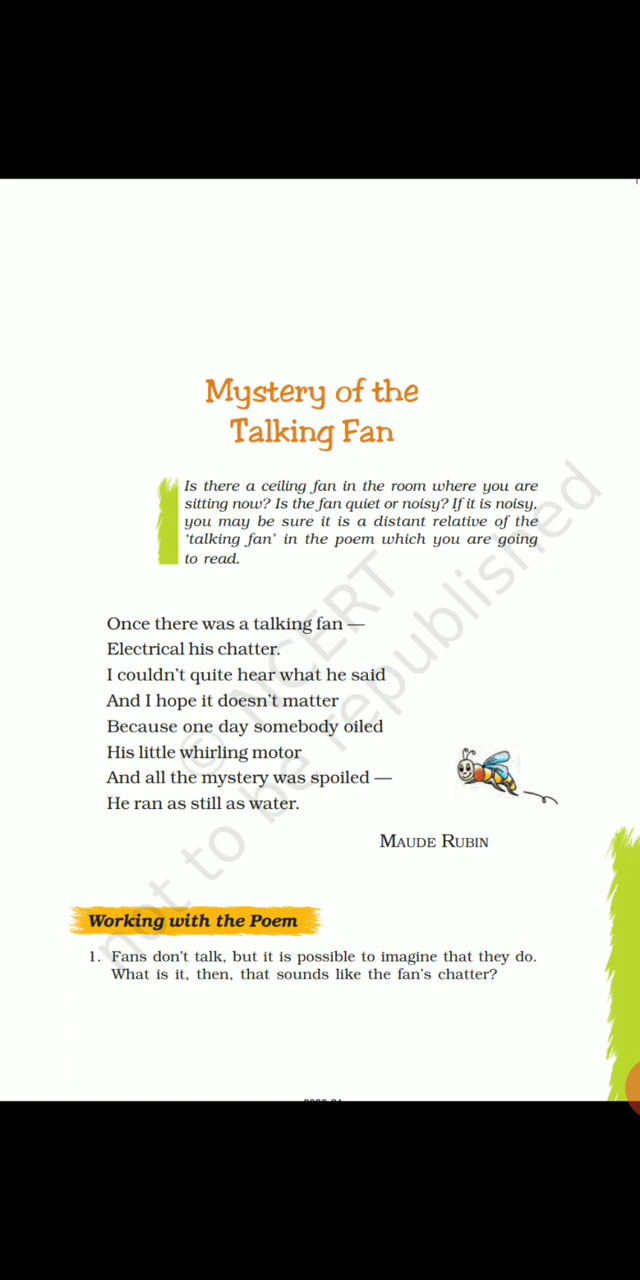 Mystery of the
Talking Fan
Is there a ceiling fan in the room where you are
sitting now? Is the fan quiet or noisy? If it is noisy,
you may be sure it is a distant relative of the
‘talking fan’ in the poem which you are going
to read.
Once there was a talking fan —
Electrical his chatter.
I couldn’t quite hear what he said
And I hope it doesn’t matter
Because one day somebody oiled
His little whirling motor
And all the mystery was spoiled —
He ran as still as water.
MAUDE RUBIN
Working with the Poem
1. Fans don’t talk, but it is possible to imagine that they do.
What is it, then, that sounds like the fan’s chatter?
© NCERT
not to be republished